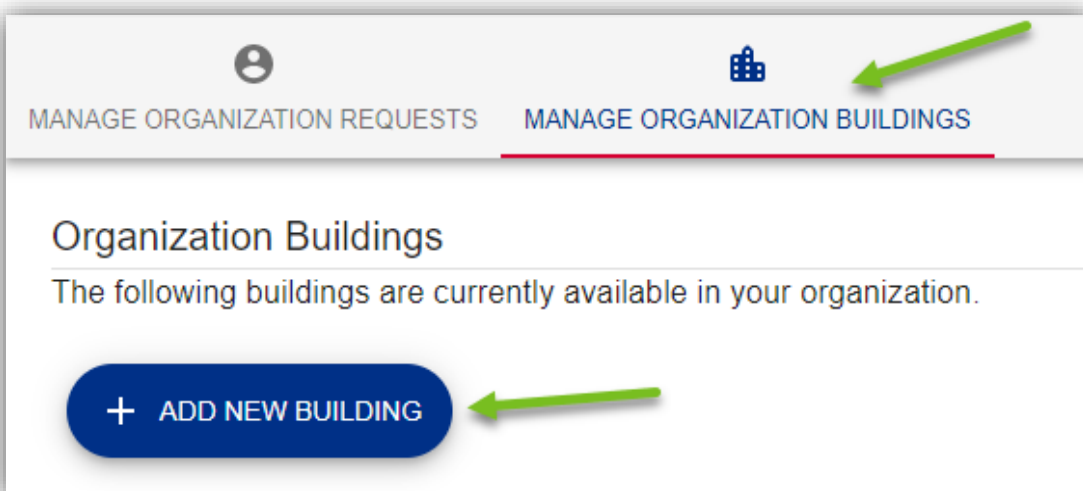 MANAGE ORGANIZATION REQUESTS
MANAGE ORGANIZATION BUILDINGS
Organization Buildings
The following buildings are currently available in your organization.
+ ADD NEW BUILDING